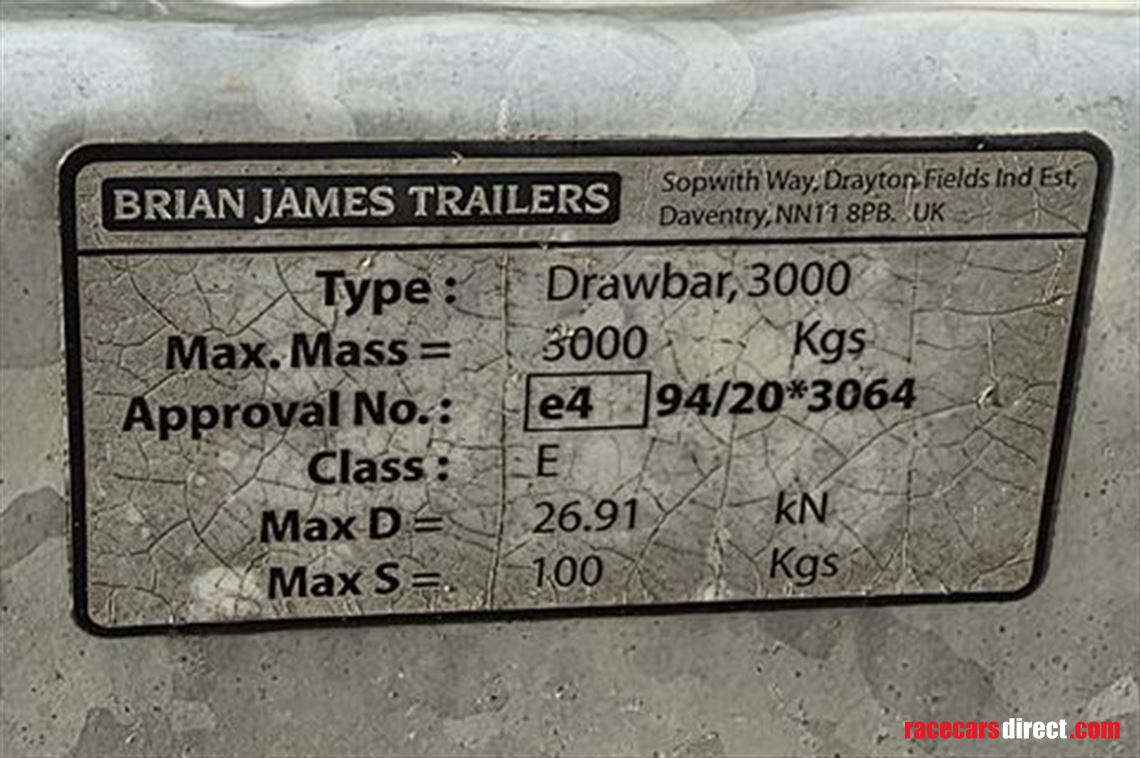 BRIAN JAMES TRAILERS
Sopwith Way, Drayton Fields Ind Est,
Daventry, NN11 8PB. UK
Type : Drawbar, 3000
Max. Mass = 3000 Kgs
Approval No. : e4 94/20*3064
Class : E
Max D = 26.91 kN
Max S = 100 Kgs
racecarsdirect.com